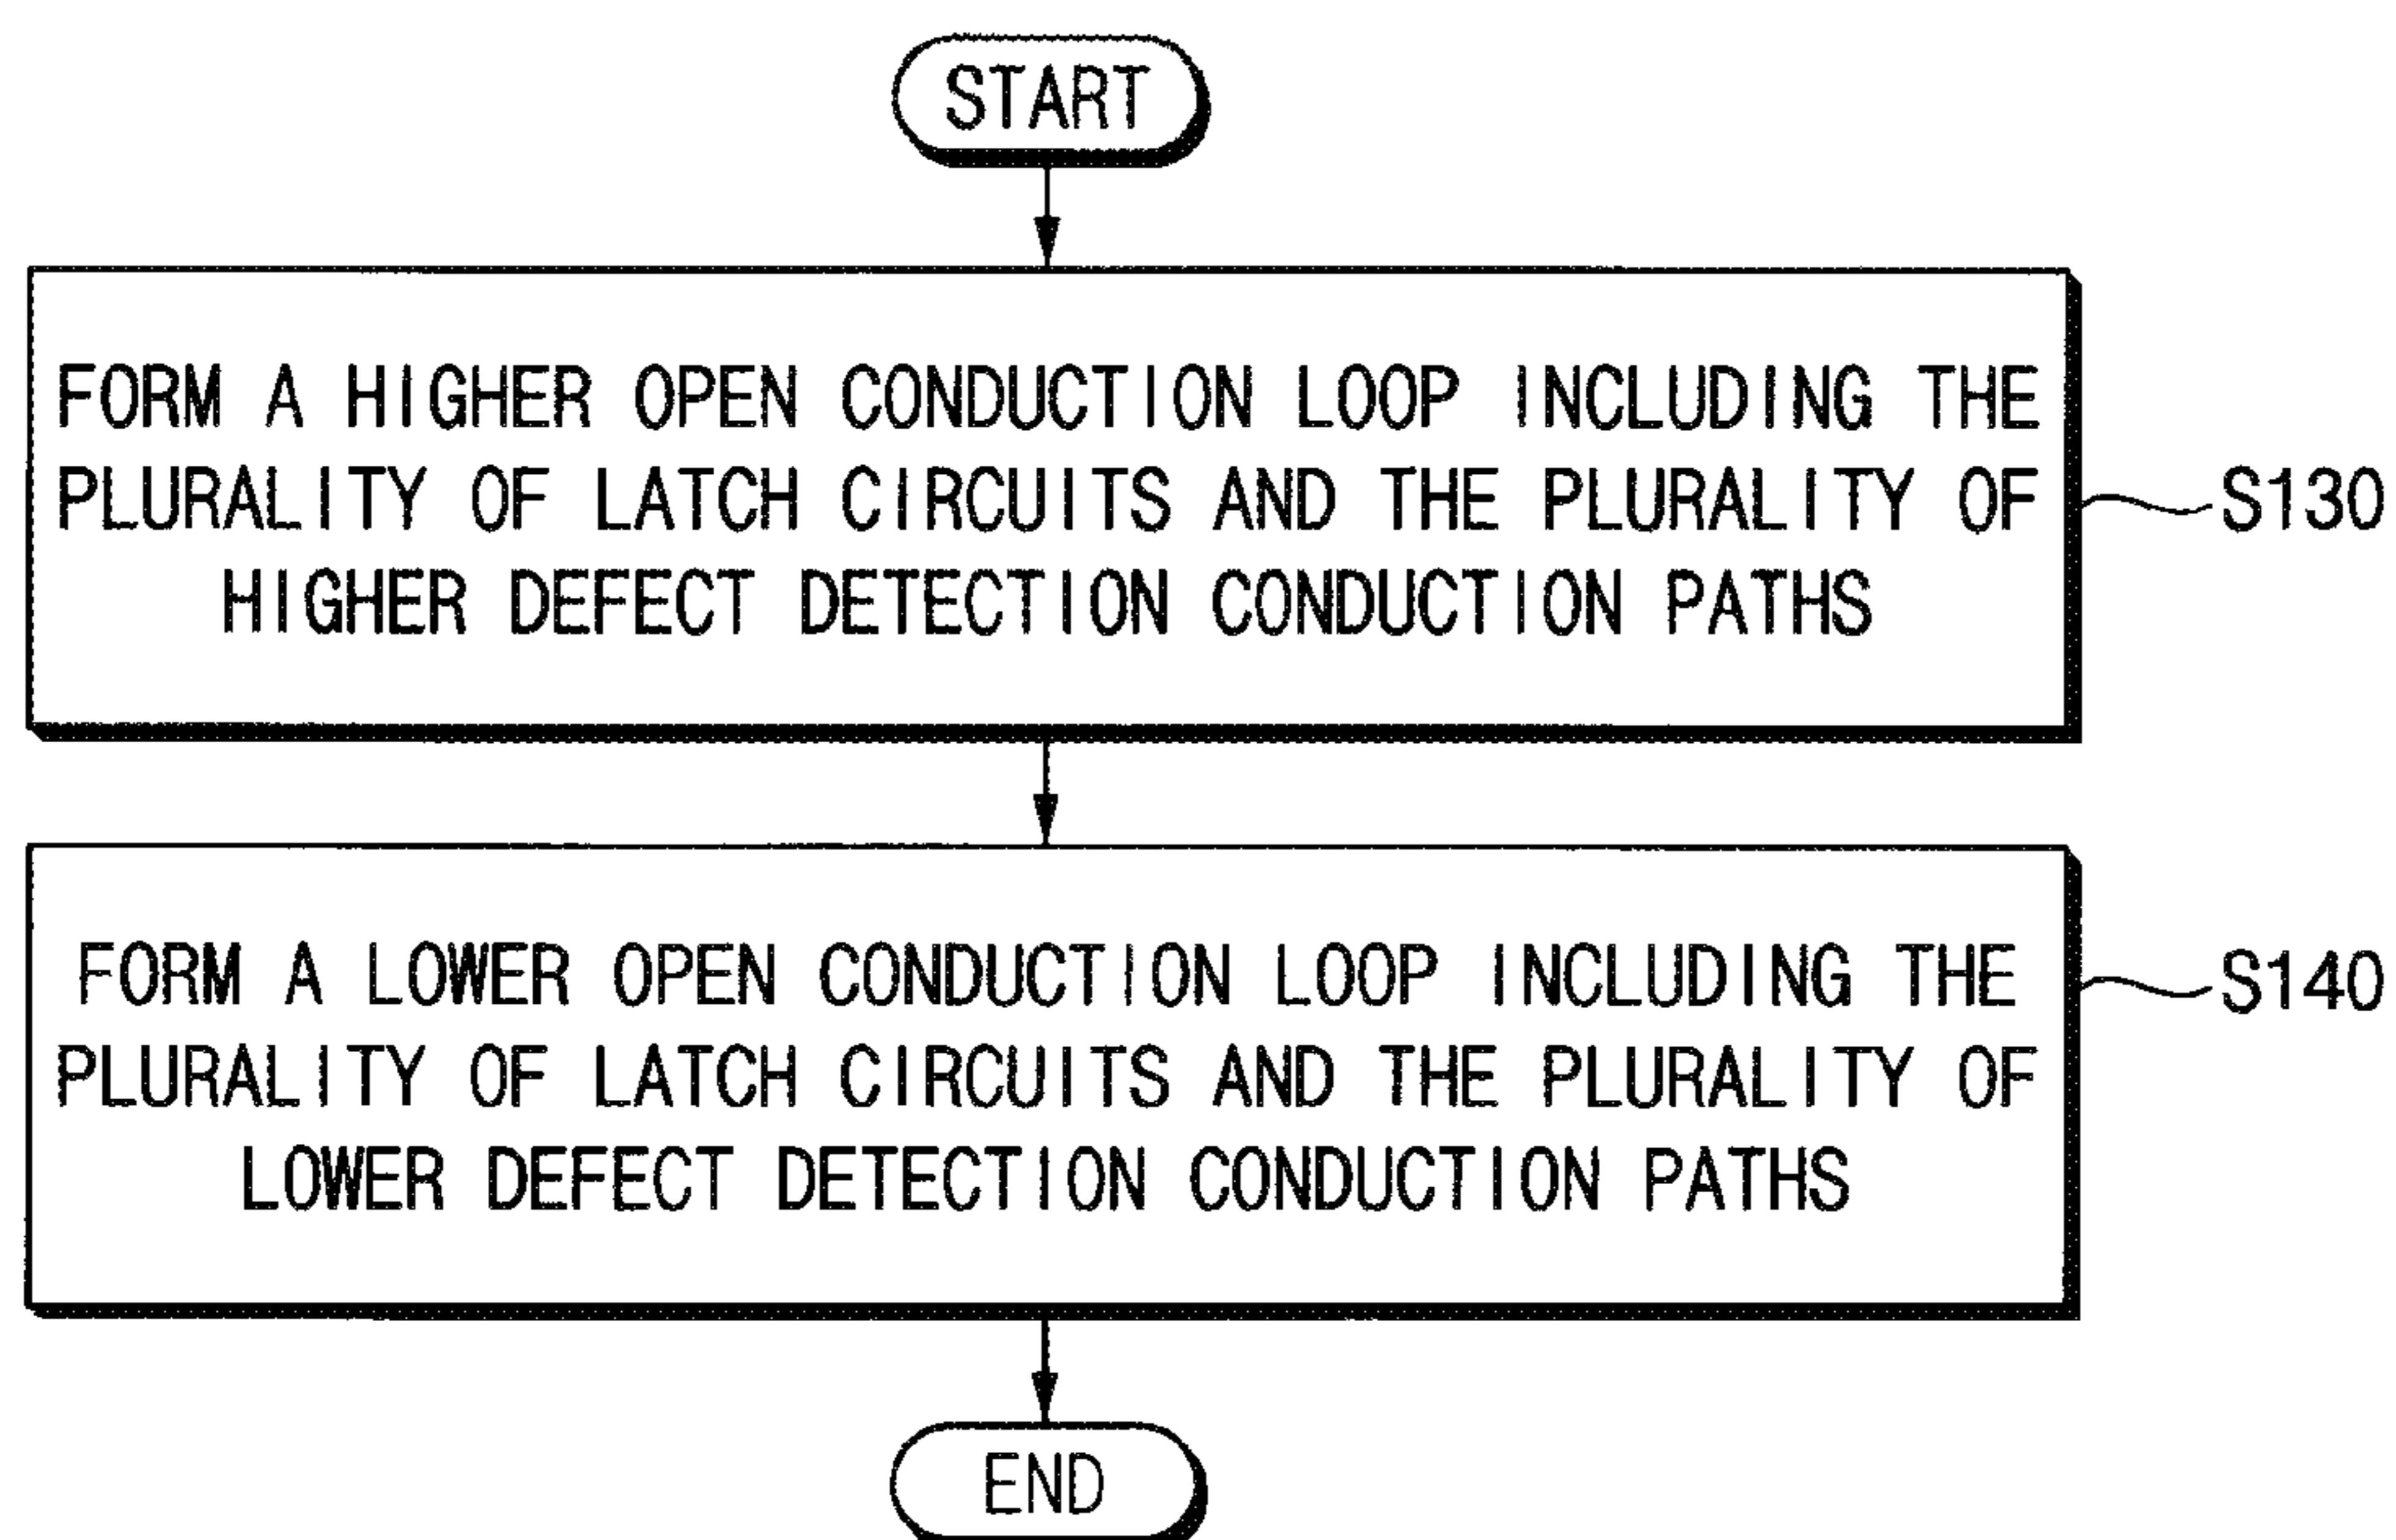 START
FORM A HIGHER OPEN CONDUCTION LOOP INCLUDING THE
PLURALITY OF LATCH CIRCUITS AND THE PLURALITY OF
HIGHER DEFECT DETECTION CONDUCTION PATHS
S130
FORM A LOWER OPEN CONDUCTION LOOP INCLUDING THE
PLURALITY OF LATCH CIRCUITS AND THE PLURALITY OF
LOWER DEFECT DETECTION CONDUCTION PATHS
S140
END